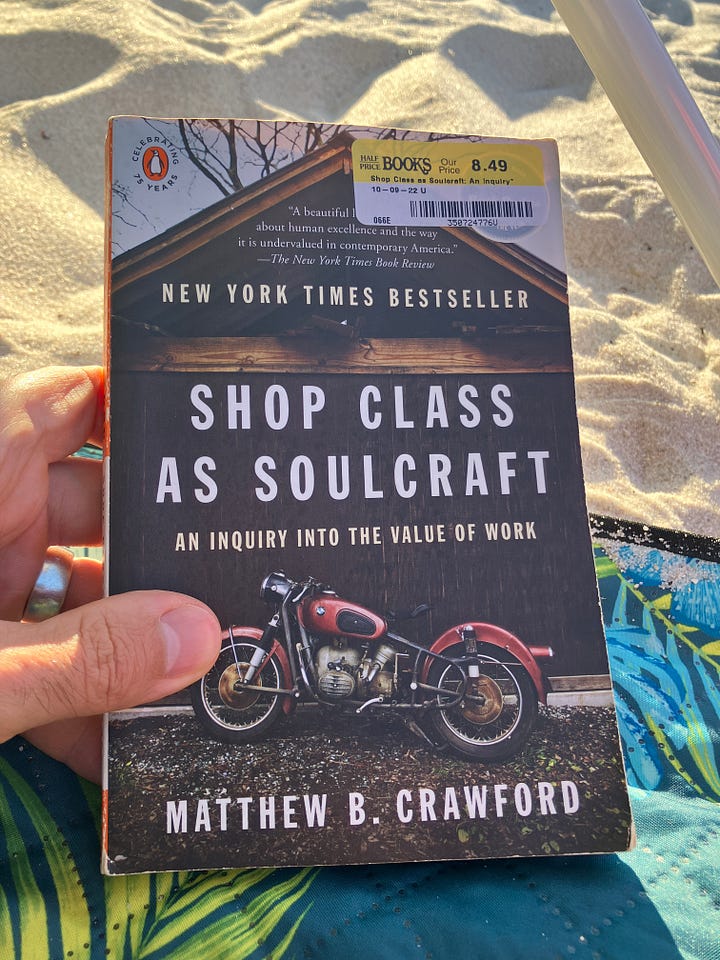 CELEBRATING
75 YEARS
HALF PRICE BOOKS Our Price 8.49
Shop Class as Soulcraft: An Inquiry"
10-09-22 U
066E
350724776U
“A beautiful
about human excellence and the way
it is undervalued in contemporary America.”
—The New York Times Book Review
NEW YORK TIMES BESTSELLER
SHOP CLASS
AS SOULCRAFT
AN INQUIRY INTO THE VALUE OF WORK
MATTHEW B. CRAWFORD